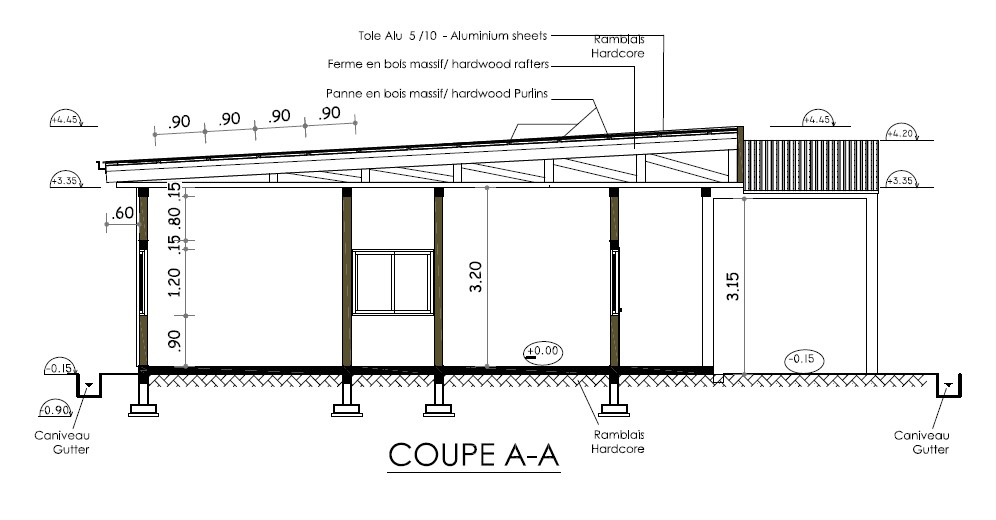 Tole Alu 5 /10 - Aluminium sheets
Ramblais
Hardcore
Ferme en bois massif/ hardwood rafters
Panne en bois massif/ hardwood Purlins
.90
.90
.90
.90
+4.45
+4.45
+4.20
+3.35
+3.35
.15
.60
.80
.15
1.20
3.20
3.15
.90
+0.00
-0.15
-0.15
-0.90
Caniveau
Gutter
Ramblais
Hardcore
Caniveau
Gutter
COUPE A-A